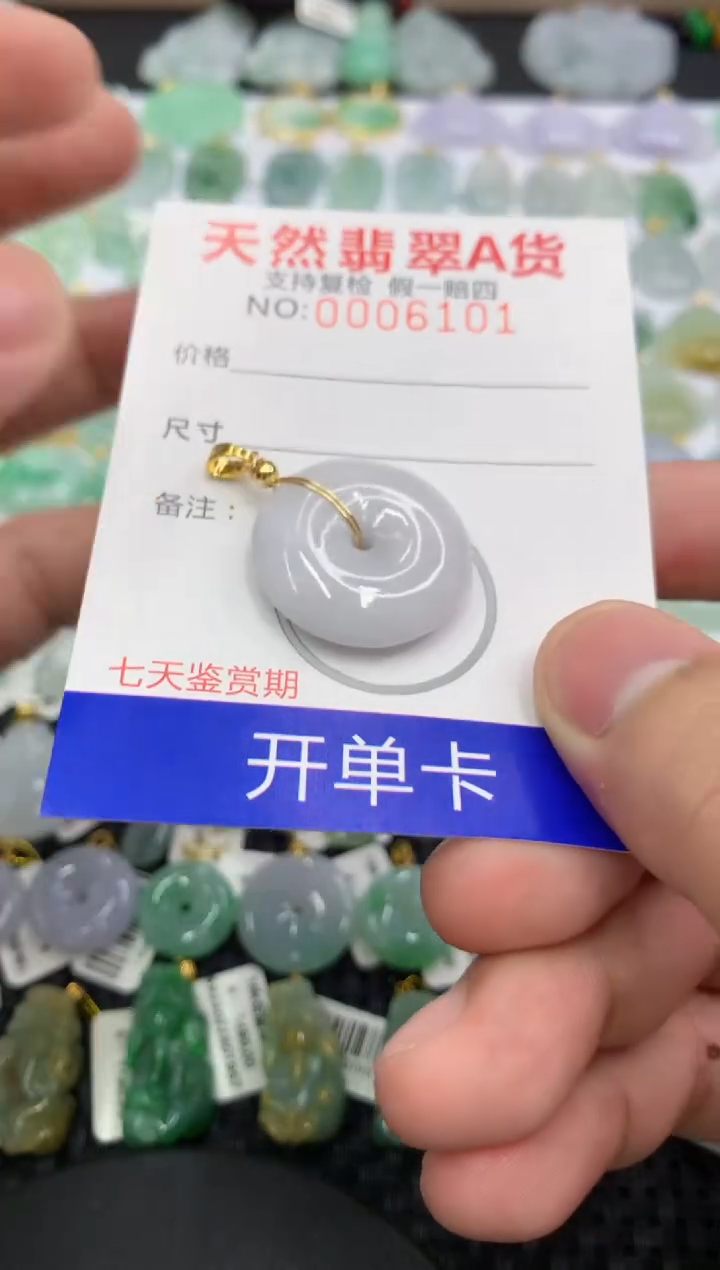 天然翡翠A货
支持复检 假一赔四
NO:0006101
价格
尺寸
备注：
七天鉴赏期
开单卡